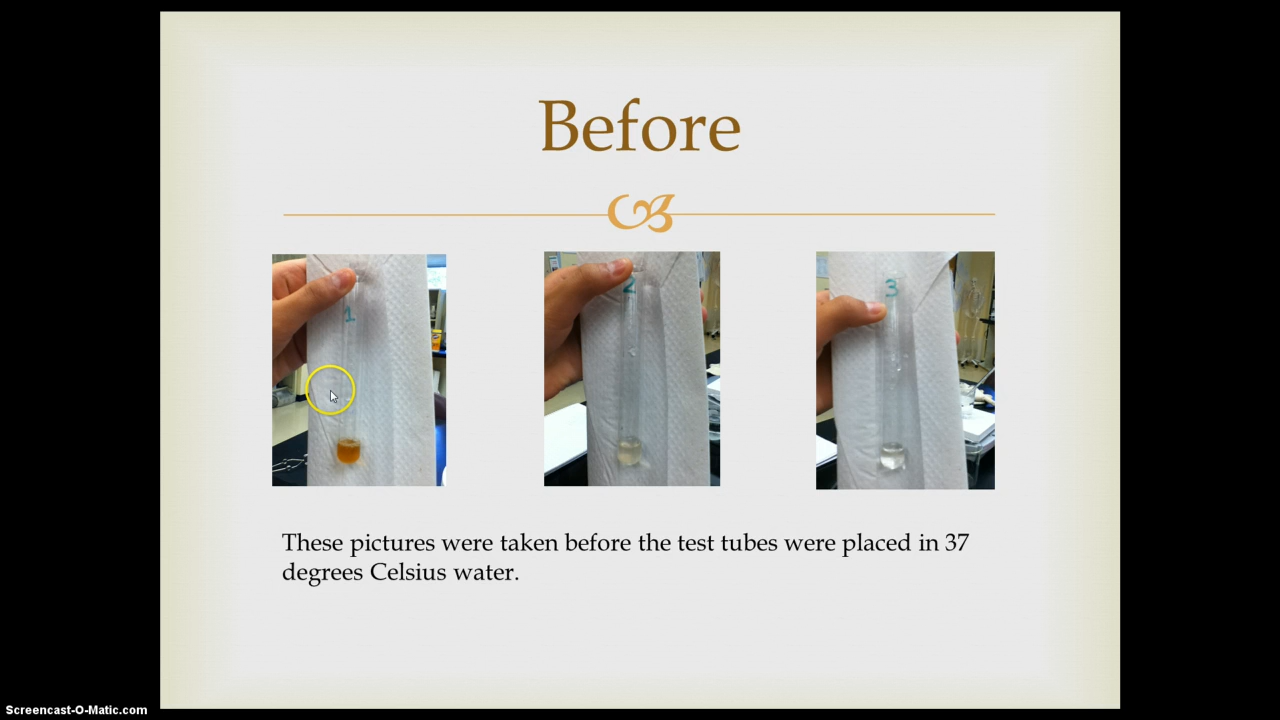 Before
1
2
3
These pictures were taken before the test tubes were placed in 37
degrees Celsius water.
Screencast-O-Matic.com